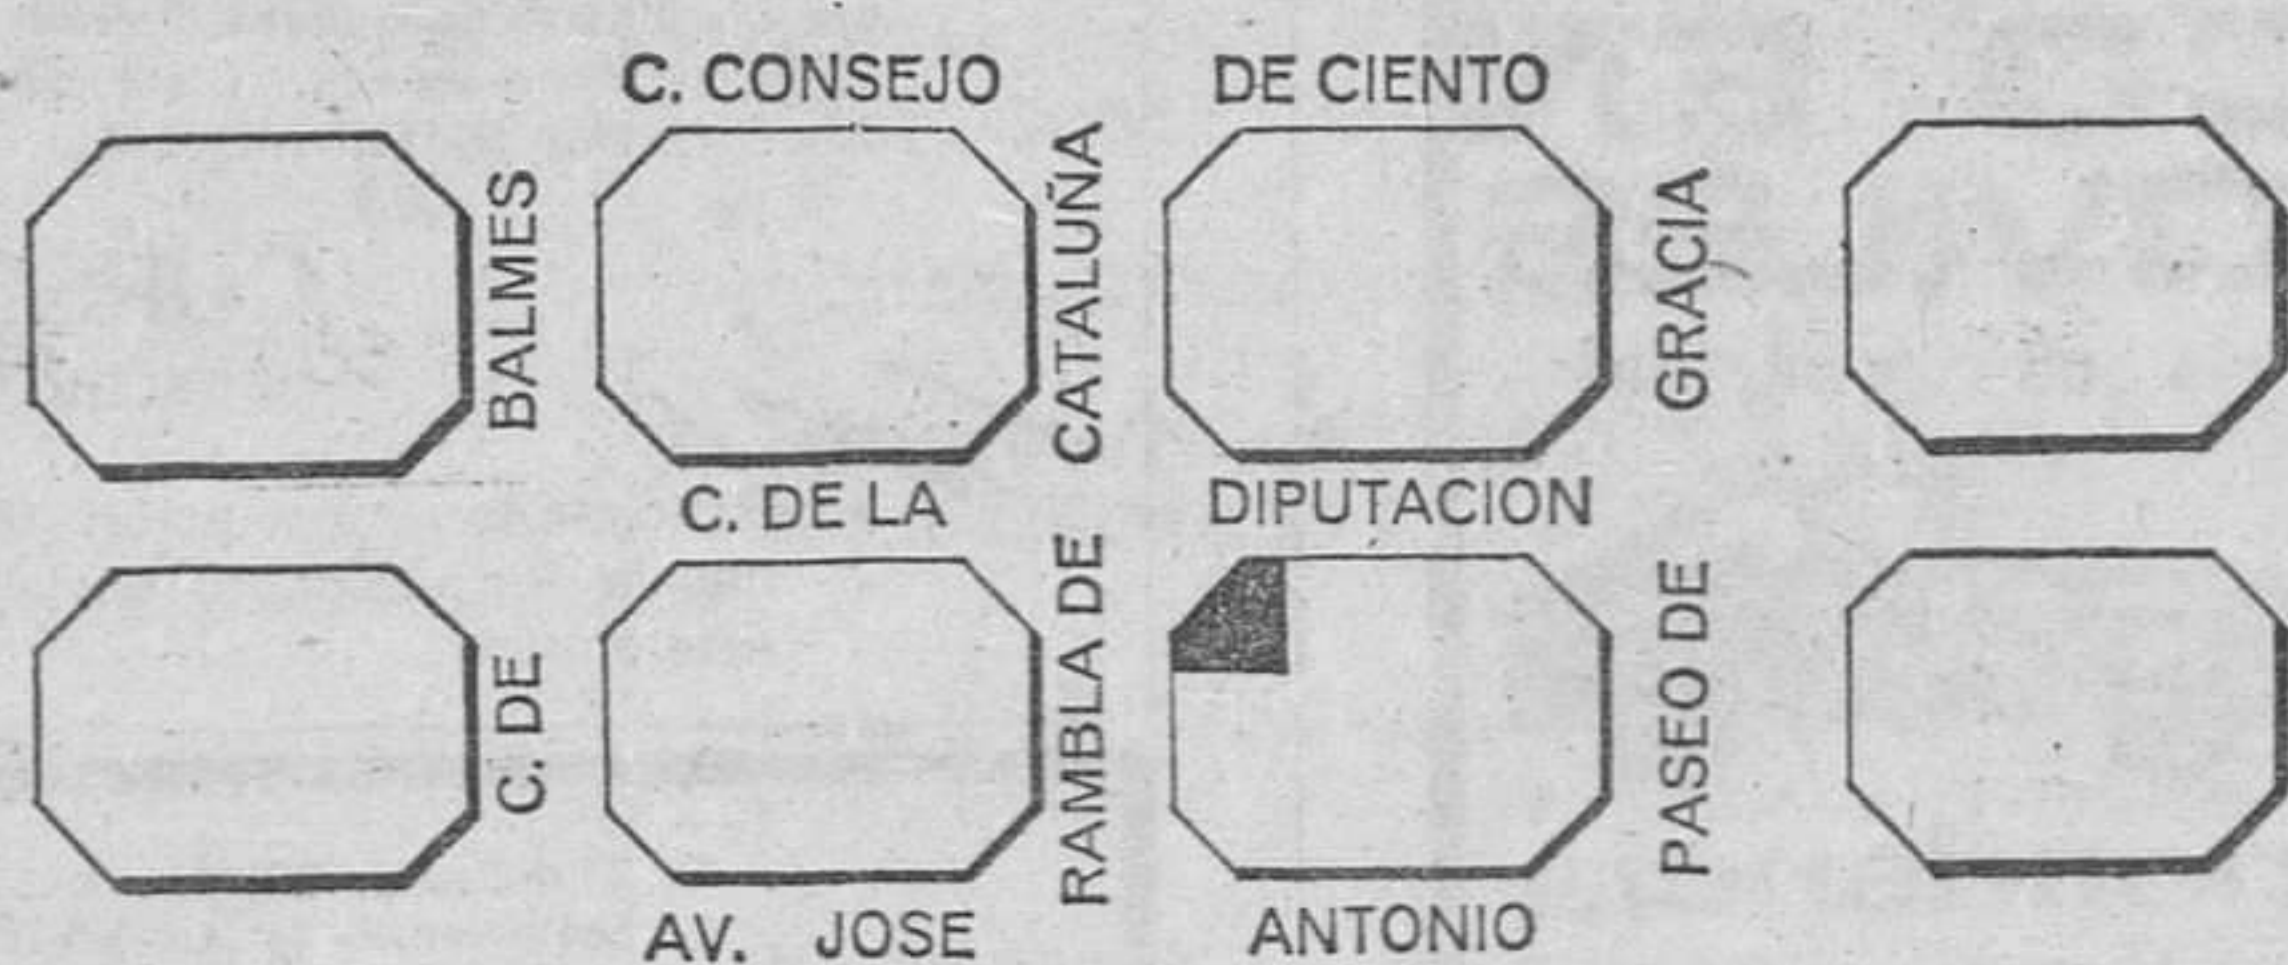 C. CONSEJO DE CIENTO
C. DE BALMES
RAMBLA DE CATALUÑA
PASEO DE GRACIA
C. DE LA DIPUTACION
AV. JOSE ANTONIO